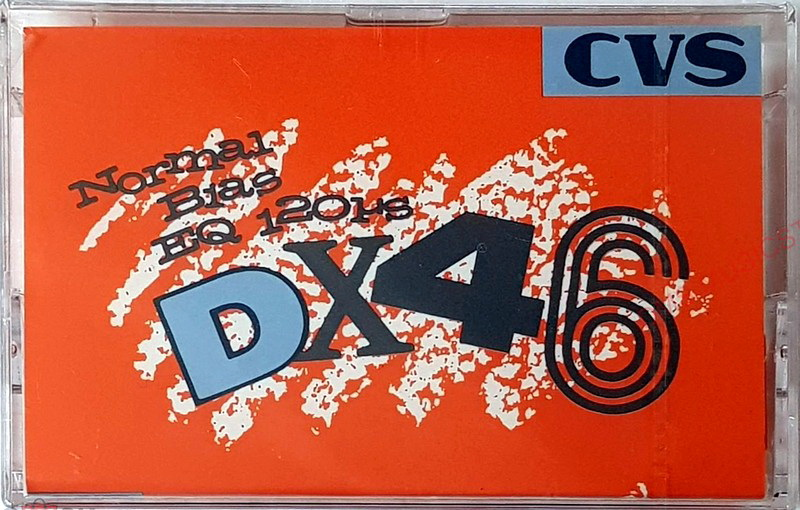 CVS
Normal
Bias
EQ 120µs
DX46